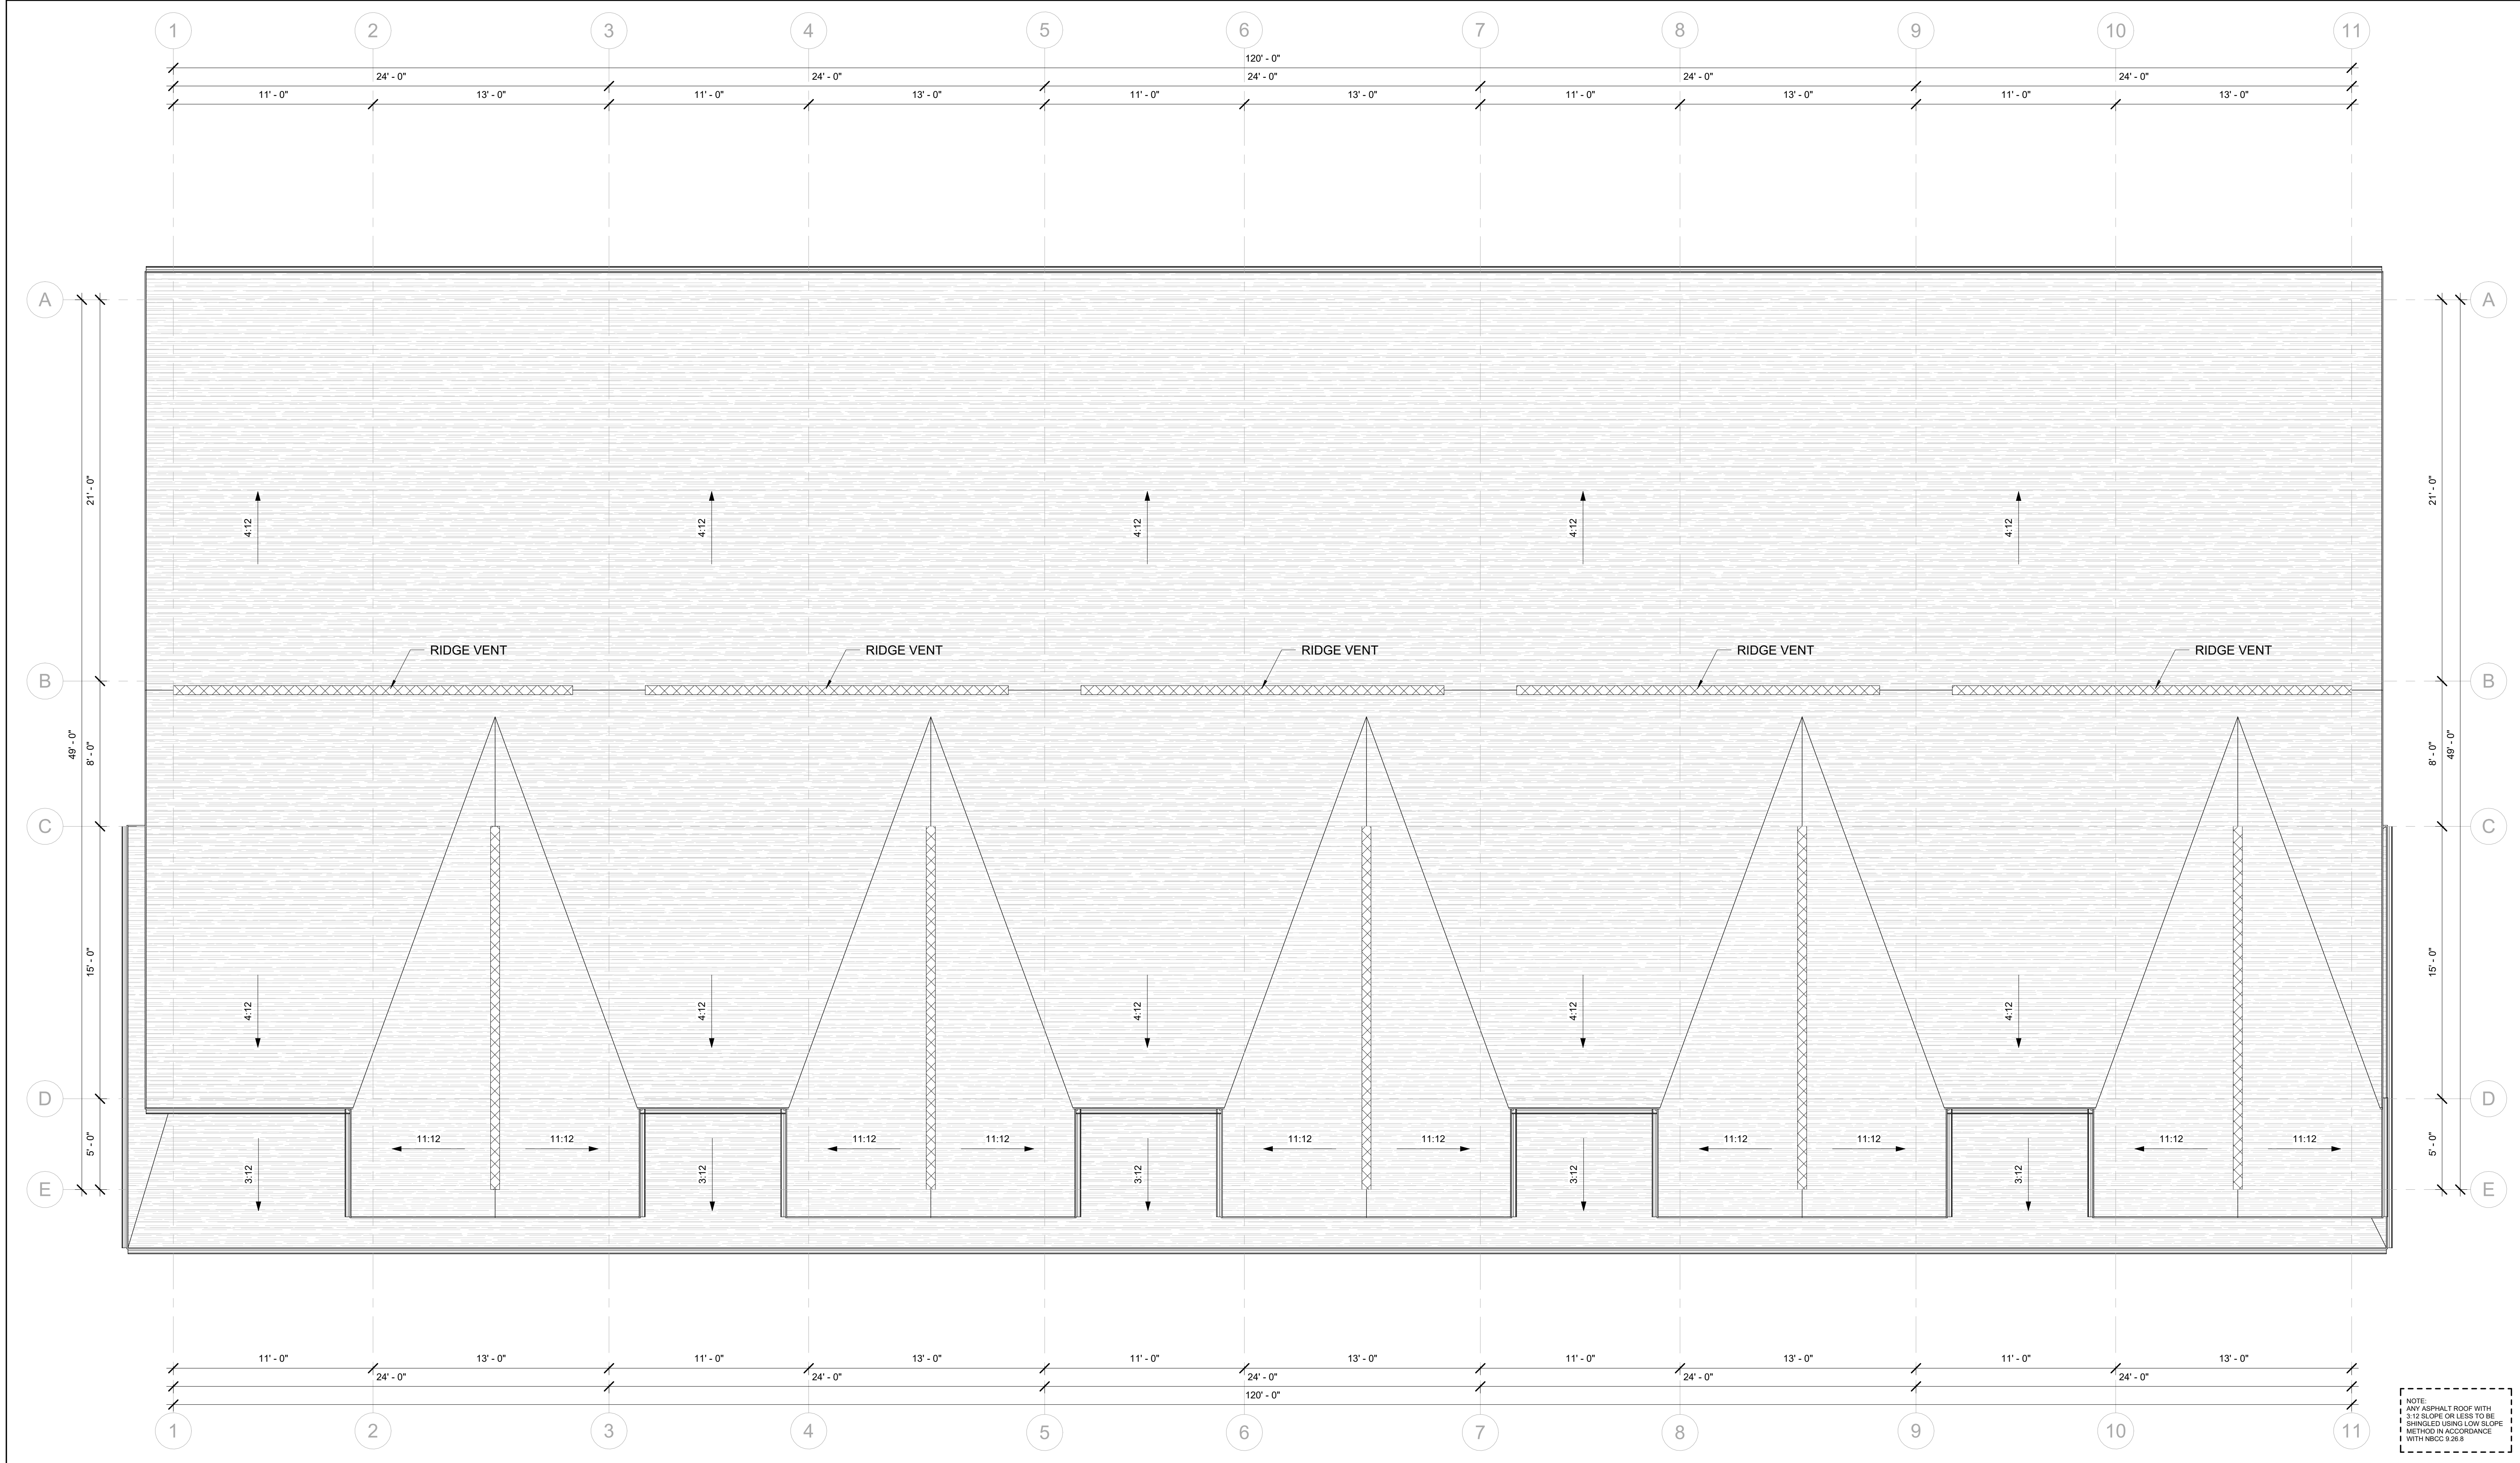 1 2 3 4 5 6 7 8 9 10 11
120' - 0"
24' - 0" 24' - 0" 24' - 0" 24' - 0" 24' - 0"
11' - 0" 13' - 0" 11' - 0" 13' - 0" 11' - 0" 13' - 0" 11' - 0" 13' - 0" 11' - 0" 13' - 0"
A A
21' - 0" 21' - 0"
4:12 4:12 4:12 4:12 4:12
RIDGE VENT RIDGE VENT RIDGE VENT RIDGE VENT RIDGE VENT
B B
49' - 0" 8' - 0" 8' - 0" 49' - 0"
C C
15' - 0" 15' - 0"
4:12 4:12 4:12 4:12 4:12
D D
5' - 0" 11:12 11:12 11:12 11:12 11:12 11:12 11:12 11:12 11:12 11:12 5' - 0"
3:12 3:12 3:12 3:12 3:12
E E
11' - 0" 13' - 0" 11' - 0" 13' - 0" 11' - 0" 13' - 0" 11' - 0" 13' - 0" 11' - 0" 13' - 0"
24' - 0" 24' - 0" 24' - 0" 24' - 0" 24' - 0"
120' - 0"
1 2 3 4 5 6 7 8 9 10 11
NOTE:
ANY ASPHALT ROOF WITH
3:12 SLOPE OR LESS TO BE
SHINGLED USING LOW SLOPE
METHOD IN ACCORDANCE
WITH NBCC 9.26.8